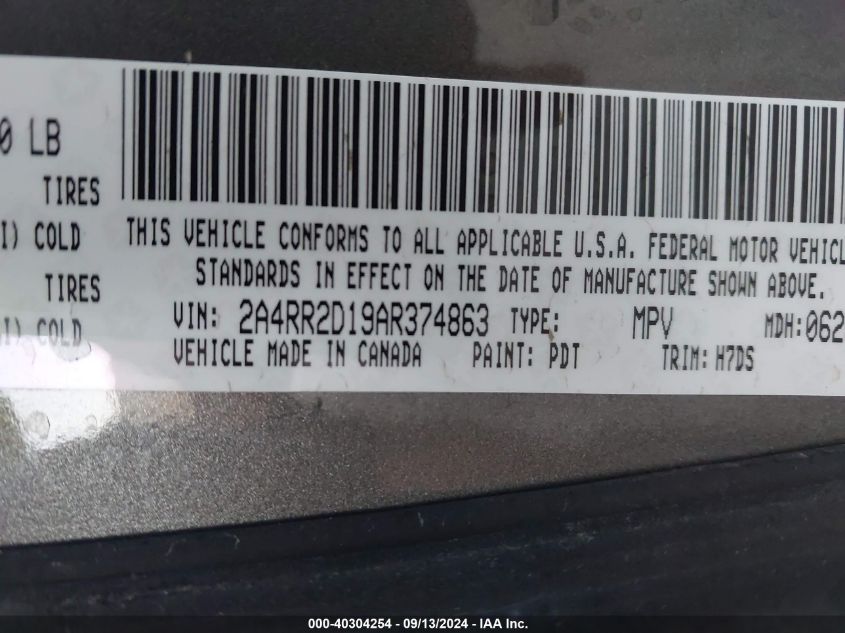 0 LB
TIRES
I) COLD
TIRES
I) COLD
THIS VEHICLE CONFORMS TO ALL APPLICABLE U.S.A. FEDERAL MOTOR VEHICL
STANDARDS IN EFFECT ON THE DATE OF MANUFACTURE SHOWN ABOVE.
VIN: 2A4RR2D19AR374863 TYPE: MPV MDH:062
VEHICLE MADE IN CANADA PAINT: PDT TRIM: H7DS
000-40304254 - 09/13/2024 - IAA Inc.